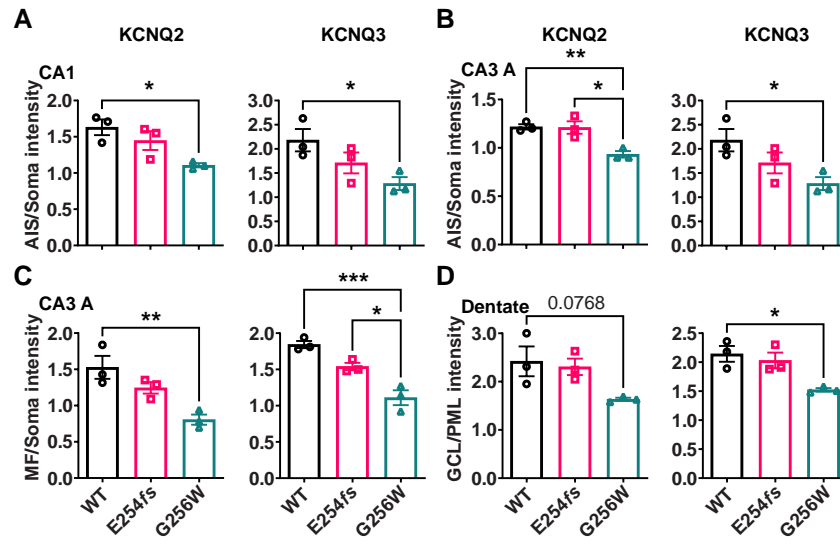 A
KCNQ2
KCNQ3
CA1
AIS/Soma intensity
2.0
1.5
1.0
0.5
0.0
*
3.0
2.5
2.0
1.5
1.0
0.5
0.0
*
B
KCNQ2
KCNQ3
CA3 A
AIS/Soma intensity
1.5
1.2
1.0
0.5
0.0
**
*
3.0
2.5
2.0
1.5
1.0
0.5
0.0
*
C
CA3 A
MF/Soma intensity
2.0
1.5
1.0
0.5
0.0
**
WT
E254fs
G256W
2.0
1.5
1.0
0.5
0.0
***
*
WT
E254fs
G256W
D
Dentate
GCL/PML intensity
3.0
2.0
1.0
0.0
0.0768
WT
E254fs
G256W
2.5
2.0
1.5
1.0
0.5
0.0
*
WT
E254fs
G256W